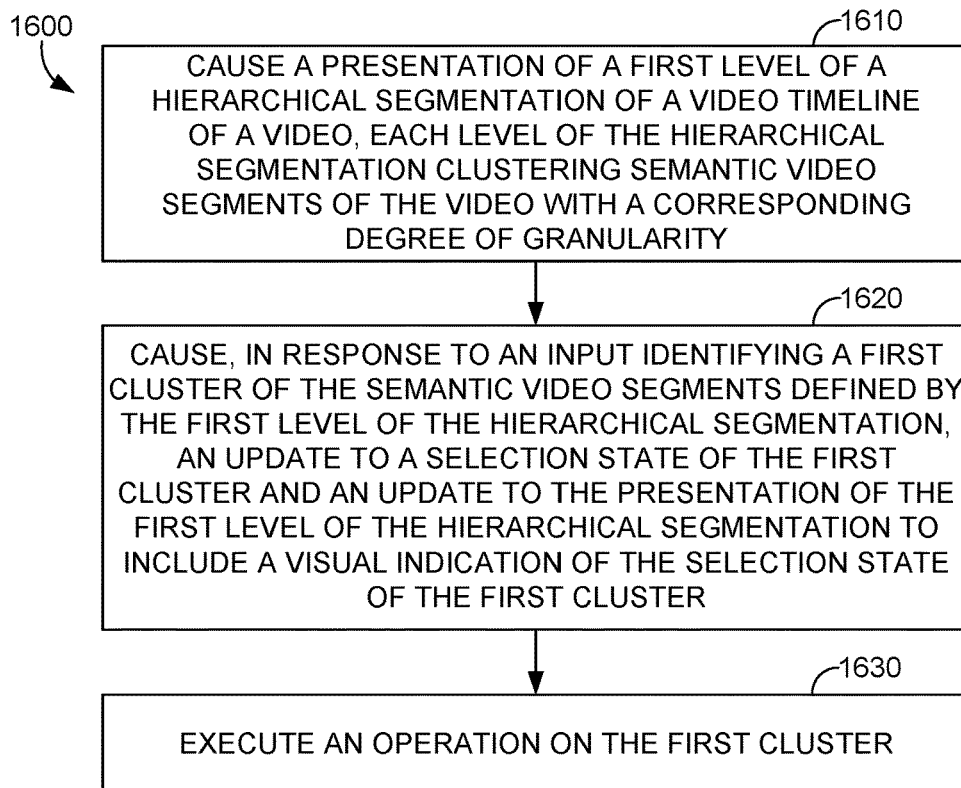 1600
1610
CAUSE A PRESENTATION OF A FIRST LEVEL OF A
HIERARCHICAL SEGMENTATION OF A VIDEO TIMELINE
OF A VIDEO, EACH LEVEL OF THE HIERARCHICAL
SEGMENTATION CLUSTERING SEMANTIC VIDEO
SEGMENTS OF THE VIDEO WITH A CORRESPONDING
DEGREE OF GRANULARITY
1620
CAUSE, IN RESPONSE TO AN INPUT IDENTIFYING A FIRST
CLUSTER OF THE SEMANTIC VIDEO SEGMENTS DEFINED BY
THE FIRST LEVEL OF THE HIERARCHICAL SEGMENTATION,
AN UPDATE TO A SELECTION STATE OF THE FIRST
CLUSTER AND AN UPDATE TO THE PRESENTATION OF THE
FIRST LEVEL OF THE HIERARCHICAL SEGMENTATION TO
INCLUDE A VISUAL INDICATION OF THE SELECTION STATE
OF THE FIRST CLUSTER
1630
EXECUTE AN OPERATION ON THE FIRST CLUSTER